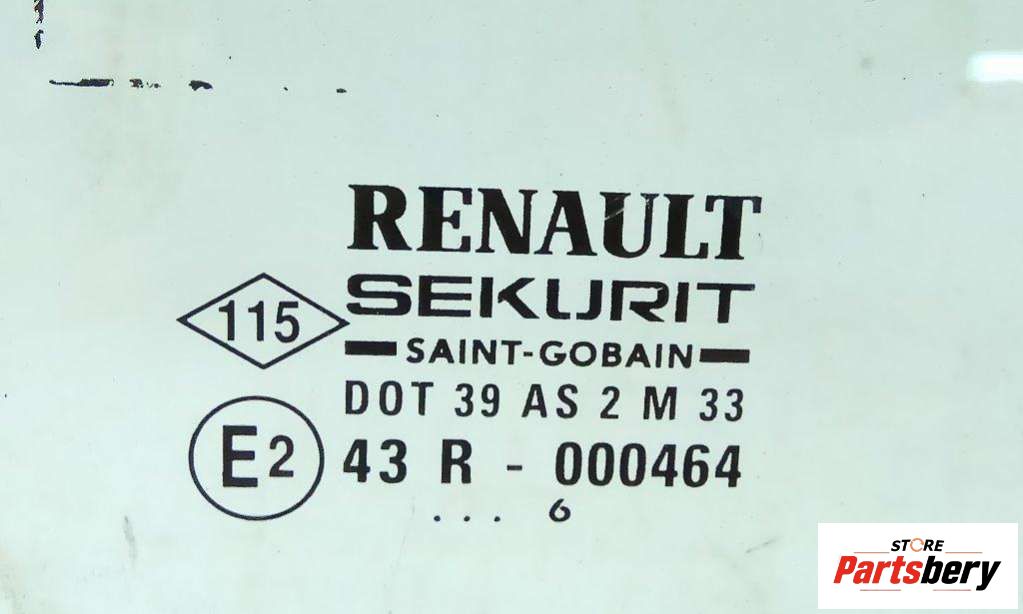 RENAULT
SEKURIT
115
SAINT-GOBAIN
DOT 39 AS 2 M 33
E2
43 R - 000464
... 6
STORE
Partsbery